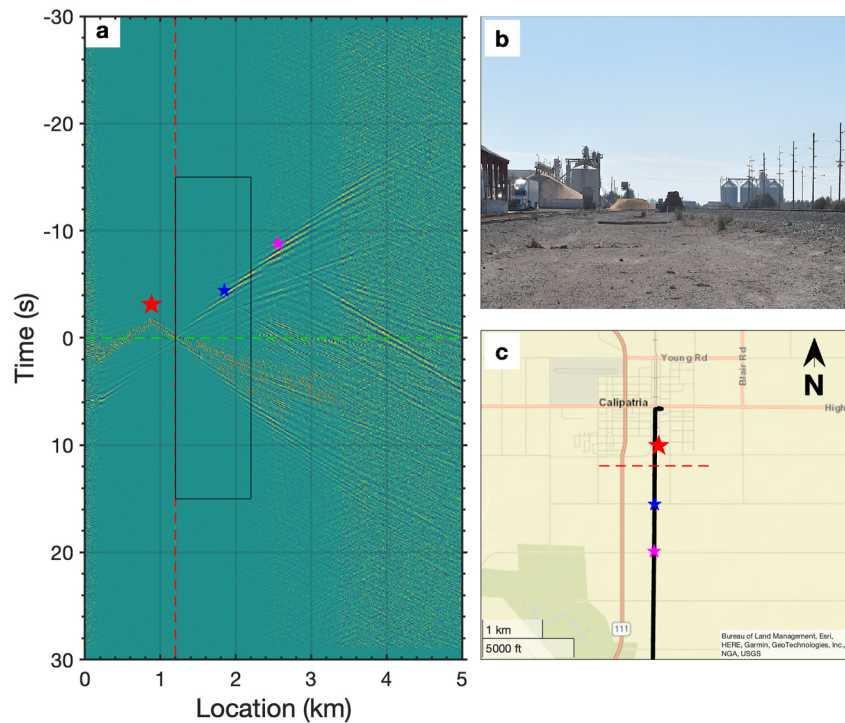 a
-30
-20
-10
0
10
20
30
Time (s)
0
1
2
3
4
5
Location (km)
b
c
Young Rd
Blair Rd
N
Calipatria
High
111
1 km
5000 ft
Bureau of Land Management, Esri,
HERE, Garmin, GeoTechnologies, Inc.,
NGA, USGS